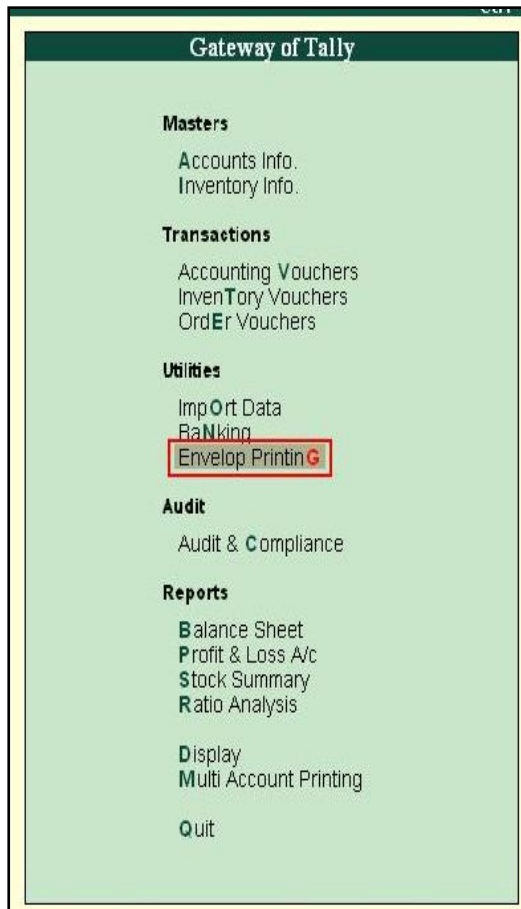 Gateway of Tally
Masters
Accounts Info.
Inventory Info.
Transactions
Accounting Vouchers
InvenTory Vouchers
OrdEr Vouchers
Utilities
ImpOrt Data
BaNking
Envelop PrintinG
Audit
Audit & Compliance
Reports
Balance Sheet
Profit & Loss A/c
Stock Summary
Ratio Analysis
Display
Multi Account Printing
Quit